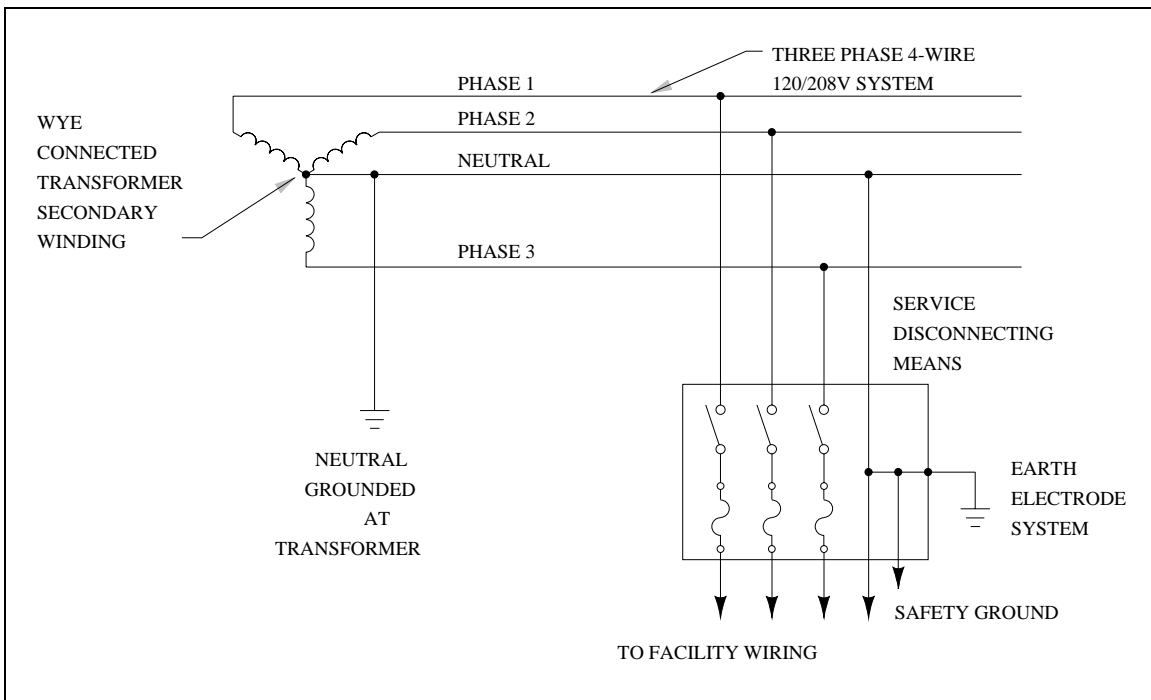 THREE PHASE 4-WIRE
120/208V SYSTEM
PHASE 1
PHASE 2
NEUTRAL
PHASE 3
WYE
CONNECTED
TRANSFORMER
SECONDARY
WINDING
SERVICE
DISCONNECTING
MEANS
NEUTRAL
GROUNDED
AT
TRANSFORMER
EARTH
ELECTRODE
SYSTEM
SAFETY GROUND
TO FACILITY WIRING